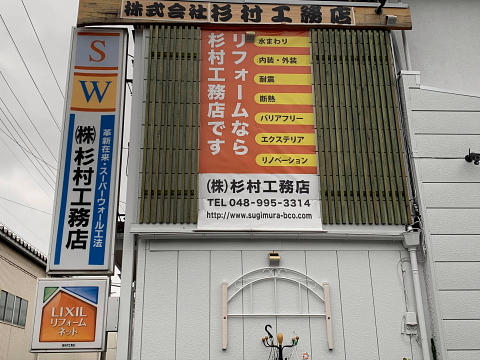 株式会社 杉村工務店
S
W
革新在来・スーパーウォール工法
(株)杉村工務店
LIXIL
リフォーム
ネット
リフォームなら
杉村工務店です
水まわり
内装・外装
耐震
断熱
バリアフリー
エクステリア
リノベーション
(株)杉村工務店
TEL 048-995-3314
http://www.sugimura-bco.com/